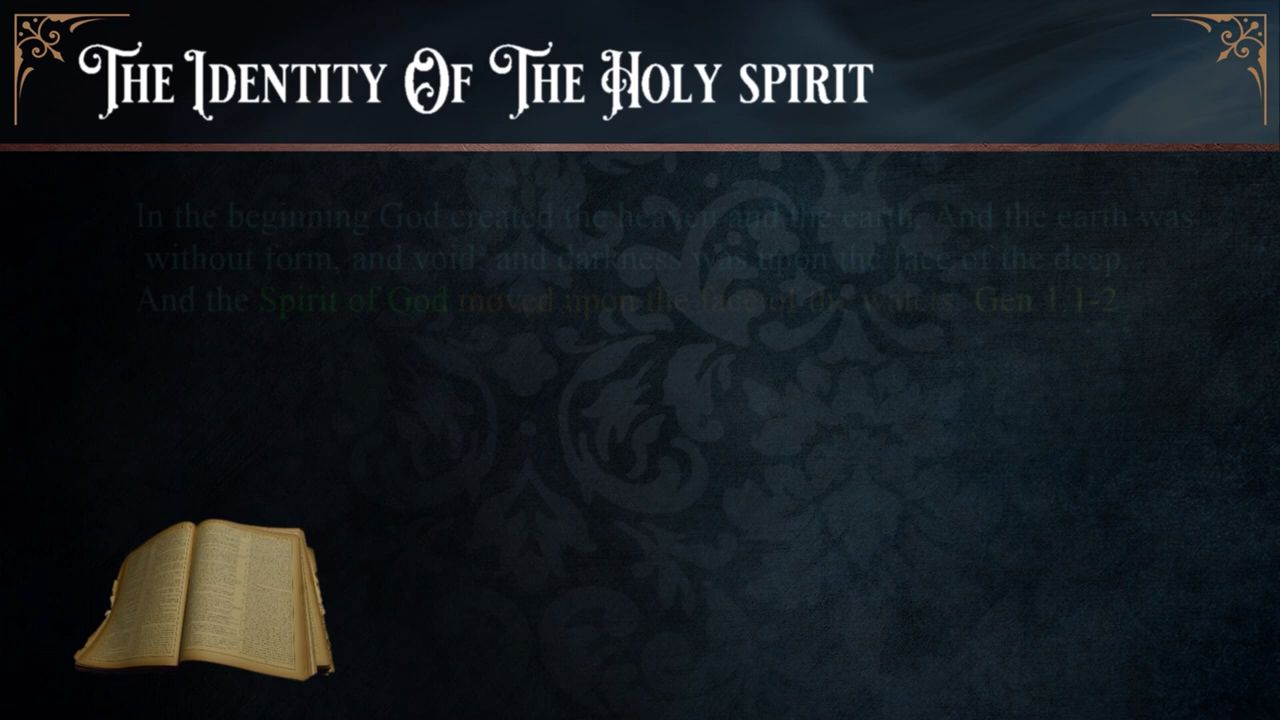 The Identity Of The Holy spirit
In the beginning God created the heaven and the earth. And the earth was
without form, and void; and darkness was upon the face of the deep.
And the Spirit of God moved upon the face of the waters. Gen 1.1-2